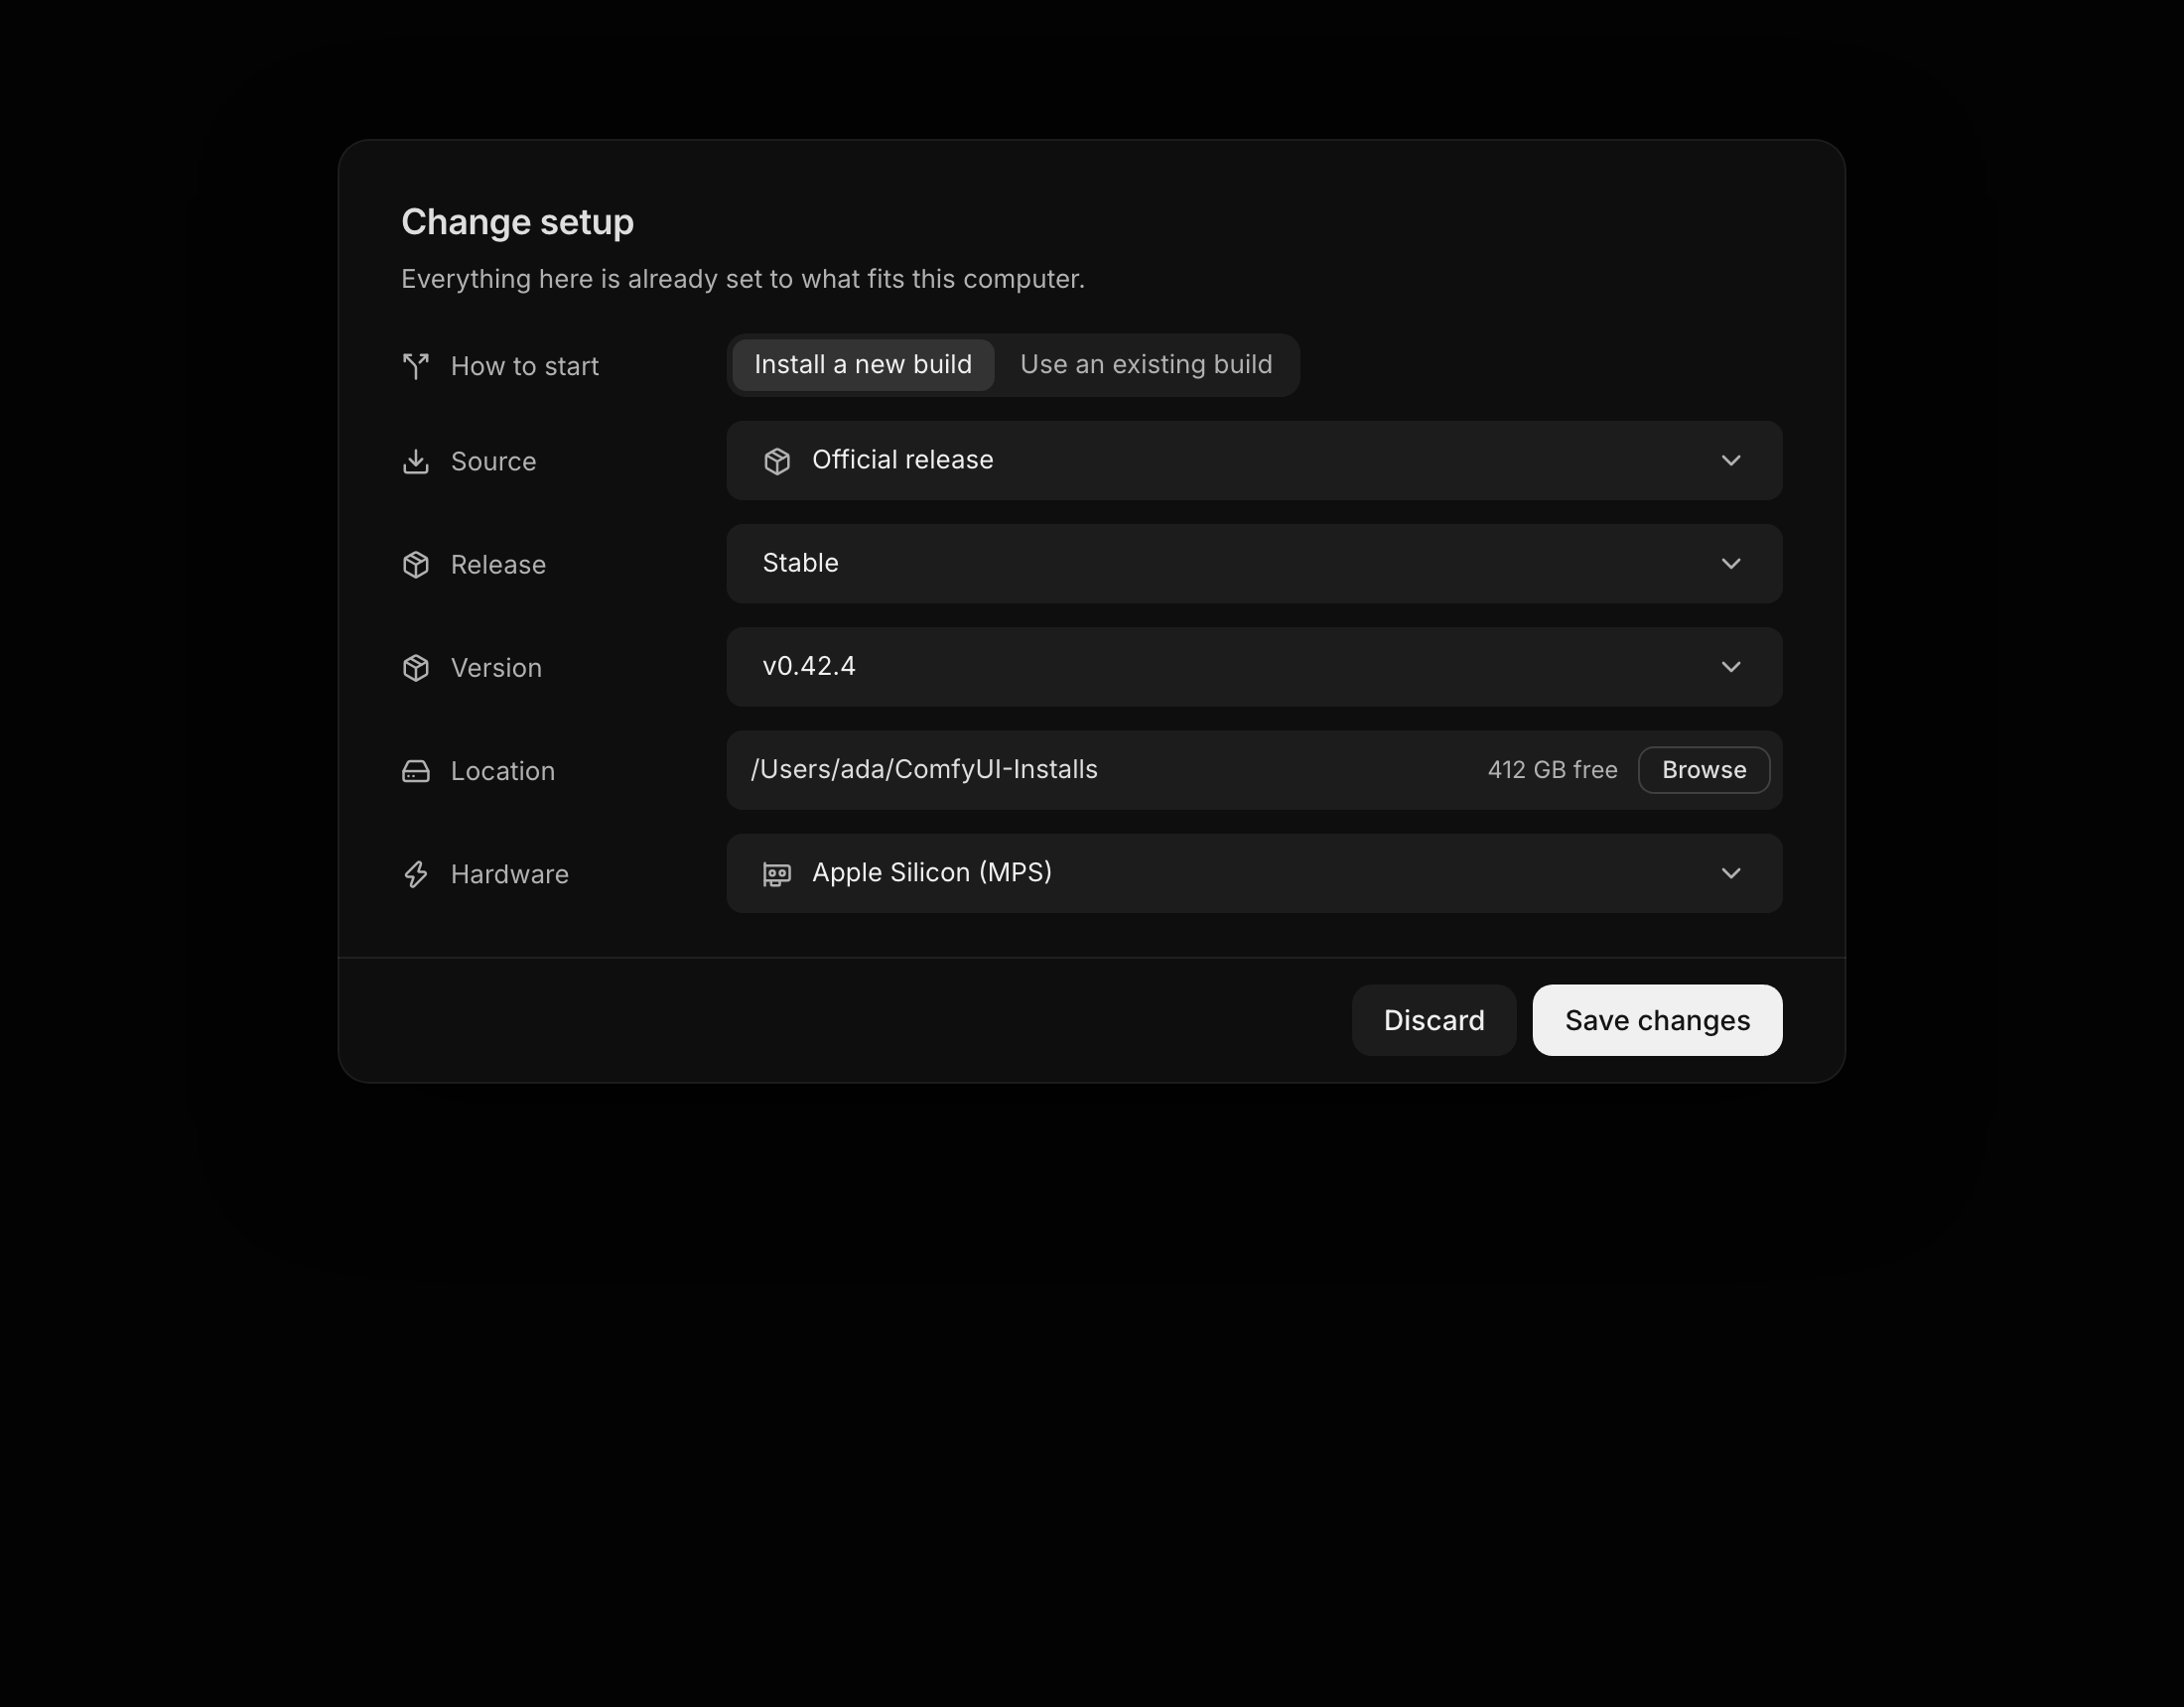 Change setup
Everything here is already set to what fits this computer.
How to start
Install a new build
Use an existing build
Source
Official release
Release
Stable
Version
v0.42.4
Location
/Users/ada/ComfyUI-Installs
412 GB free
Browse
Hardware
Apple Silicon (MPS)
Discard
Save changes